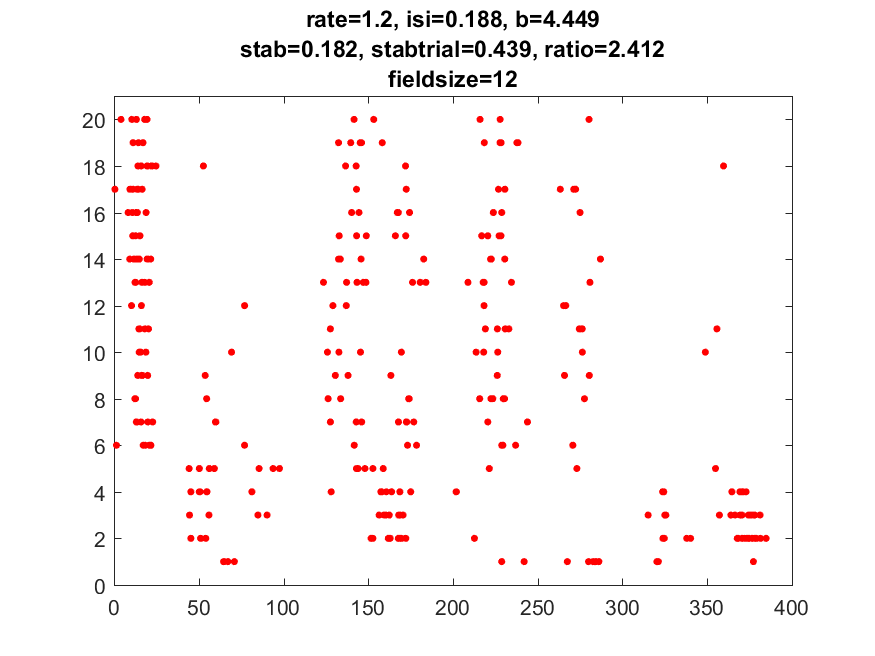 rate=1.2, isi=0.188, b=4.449
stab=0.182, stabtrial=0.439, ratio=2.412
fieldsize=12
20
18
16
14
12
10
8
6
4
2
0
0 50 100 150 200 250 300 350 400